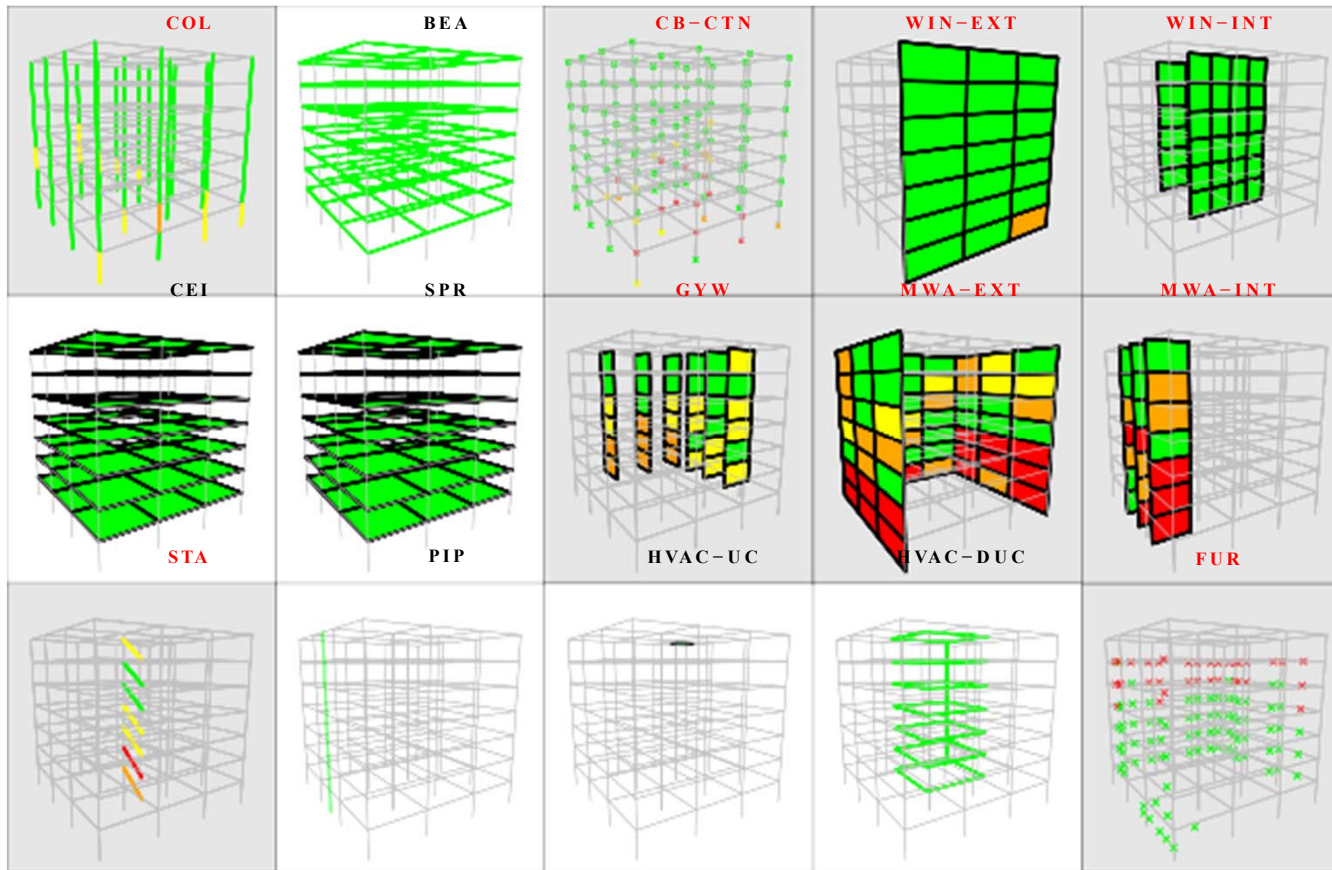 COL BEA CB−CTN WIN−EXT WIN−INT
CEI SPR GYW MWA−EXT MWA−INT
STA PIP HVAC−UC HVAC−DUC FUR